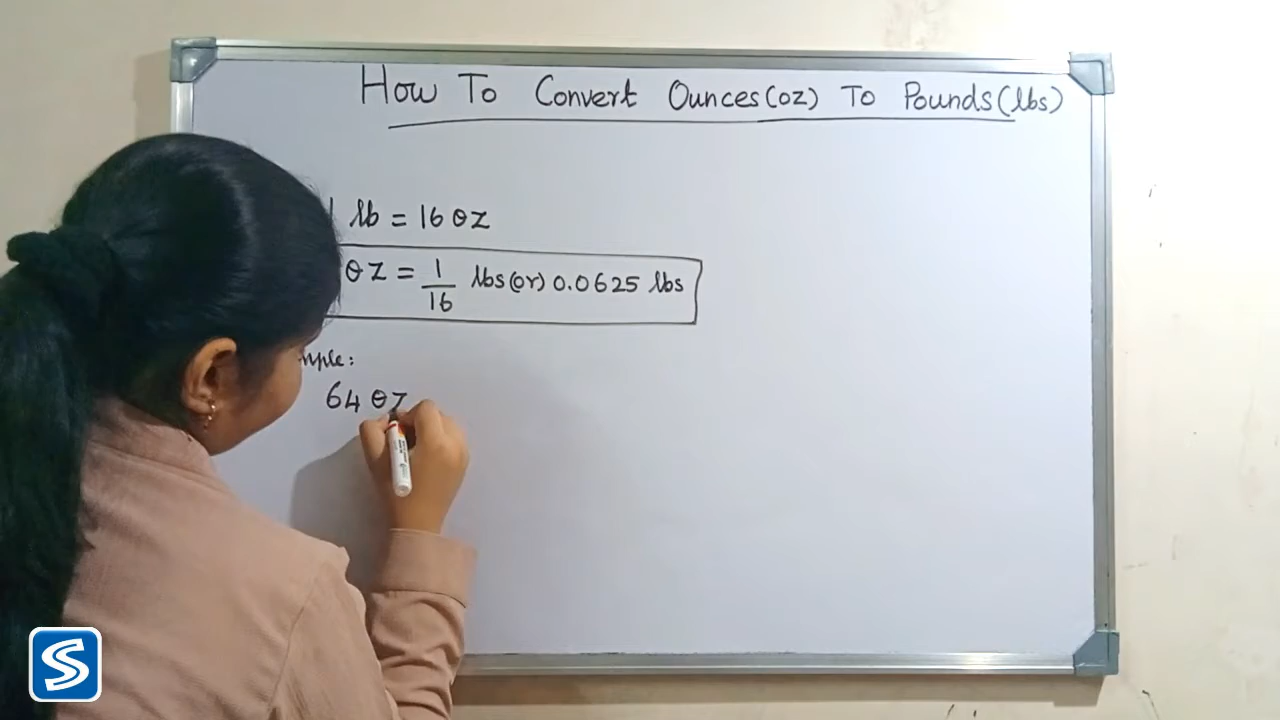 How To Convert Ounces(oz) To Pounds(lbs)
1 lb = 16 oz
oz = 1/16 lbs(or) 0.0625 lbs
mple:
64 oz
S